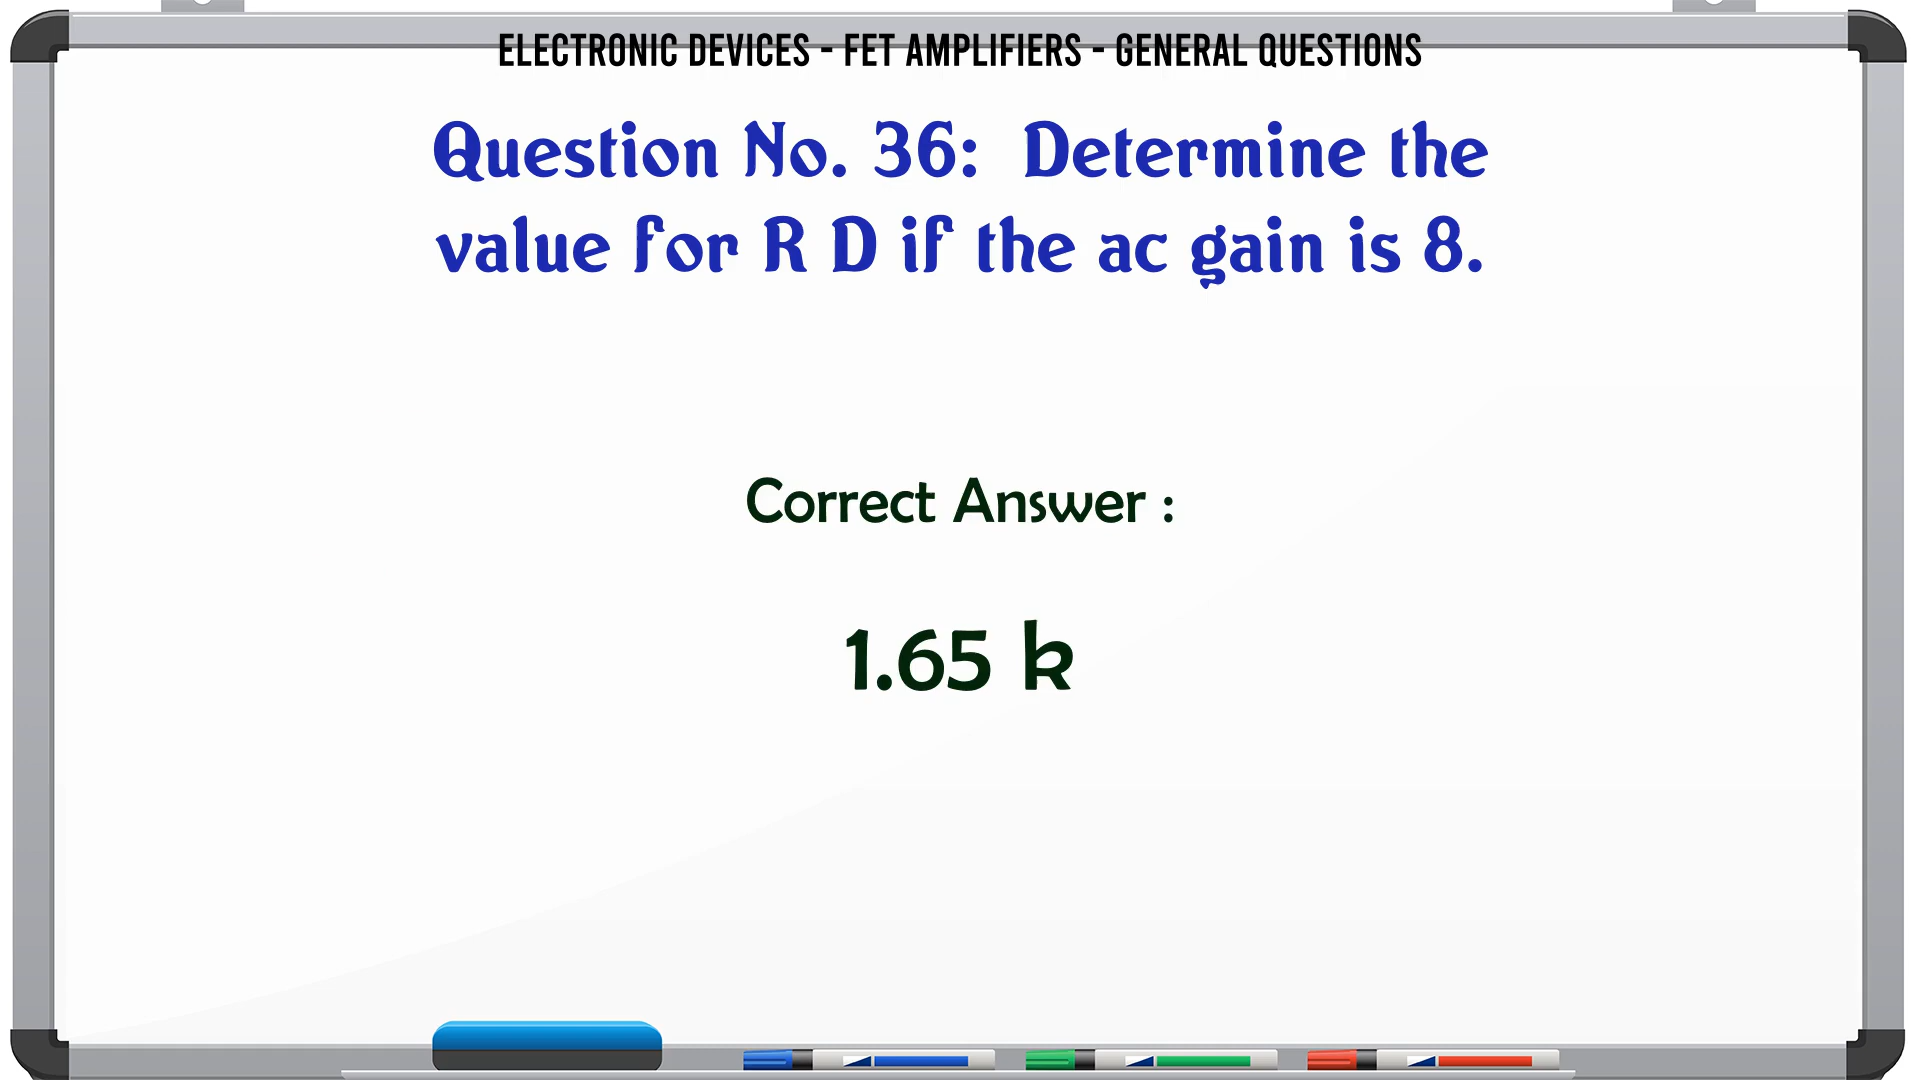 ELECTRONIC DEVICES - FET AMPLIFIERS - GENERAL QUESTIONS
Question No. 36: Determine the
value for R D if the ac gain is 8.
Correct Answer :
1.65 k